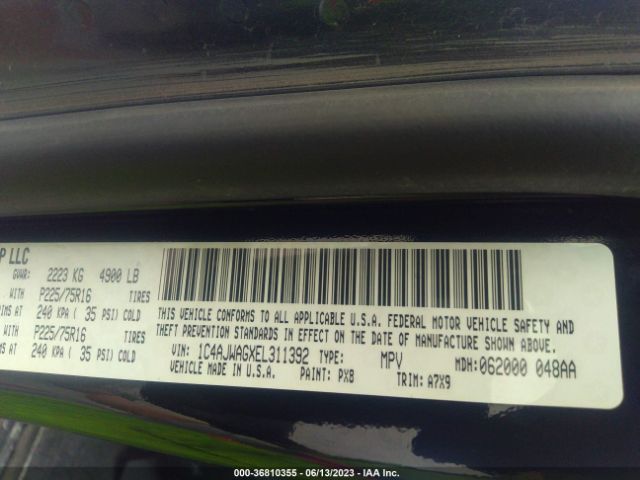 P LLC
GVWR: 2223 KG 4900 LB
WITH P225/75R16 TIRES
RIMS AT 240 KPA ( 35 PSI) COLD
WITH P225/75R16 TIRES
RIMS AT 240 KPA ( 35 PSI) COLD
THIS VEHICLE CONFORMS TO ALL APPLICABLE U.S.A. FEDERAL MOTOR VEHICLE SAFETY AND
THEFT PREVENTION STANDARDS IN EFFECT ON THE DATE OF MANUFACTURE SHOWN ABOVE.
VIN: 1C4AJWAGXEL311392 TYPE: MPV MDH: 062000 048AA
VEHICLE MADE IN U.S.A. PAINT: PX8 TRIM: A7X9
000-36810355 - 06/13/2023 - IAA Inc.